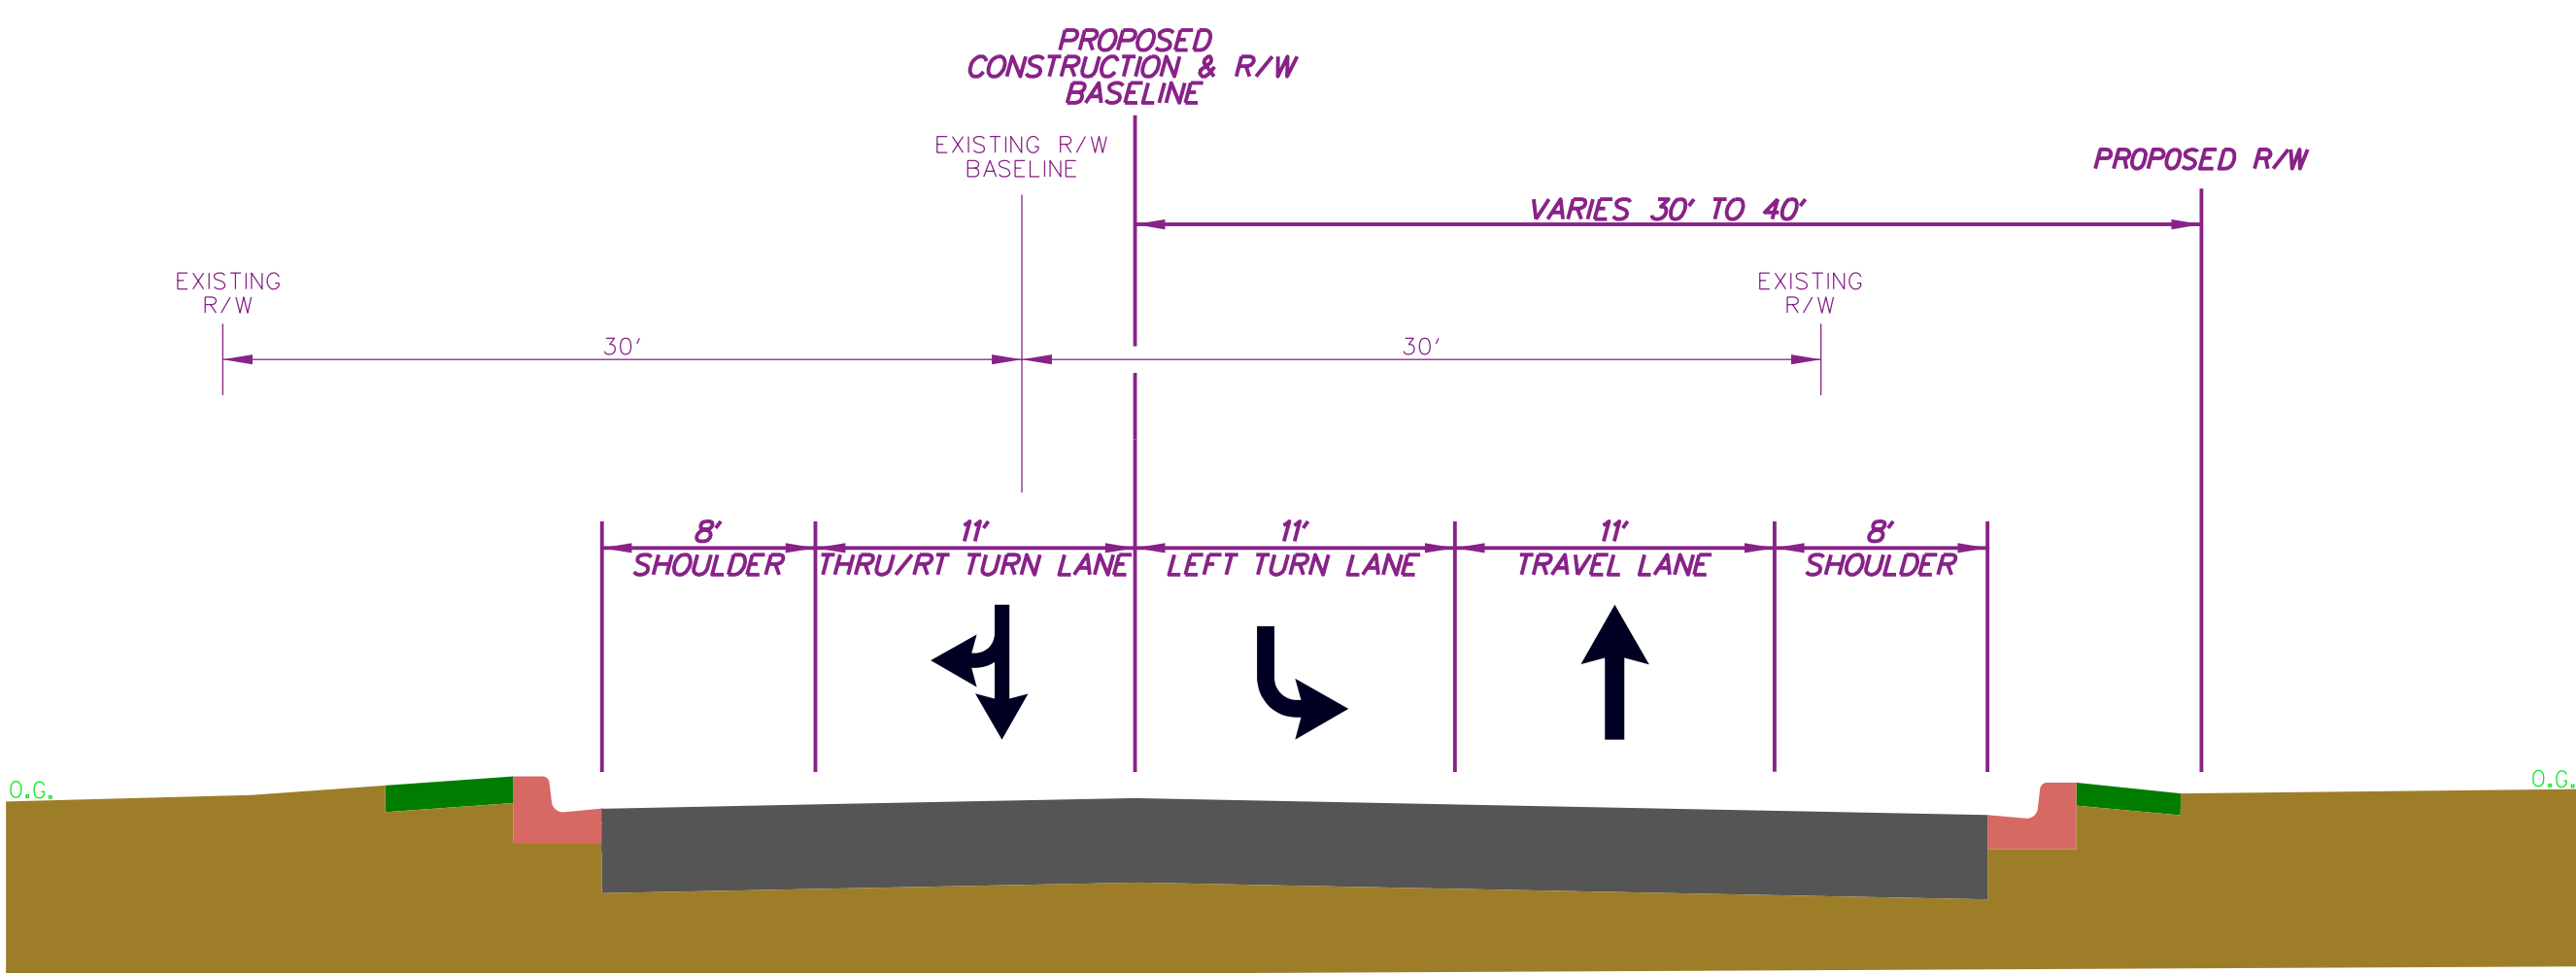 PROPOSED
CONSTRUCTION & R/W
BASELINE
EXISTING R/W
BASELINE
PROPOSED R/W
VARIES 30' TO 40'
EXISTING
R/W
EXISTING
R/W
30'
30'
8'
11'
11'
11'
8'
SHOULDER
THRU/RT TURN LANE
LEFT TURN LANE
TRAVEL LANE
SHOULDER
O.G.
O.G.